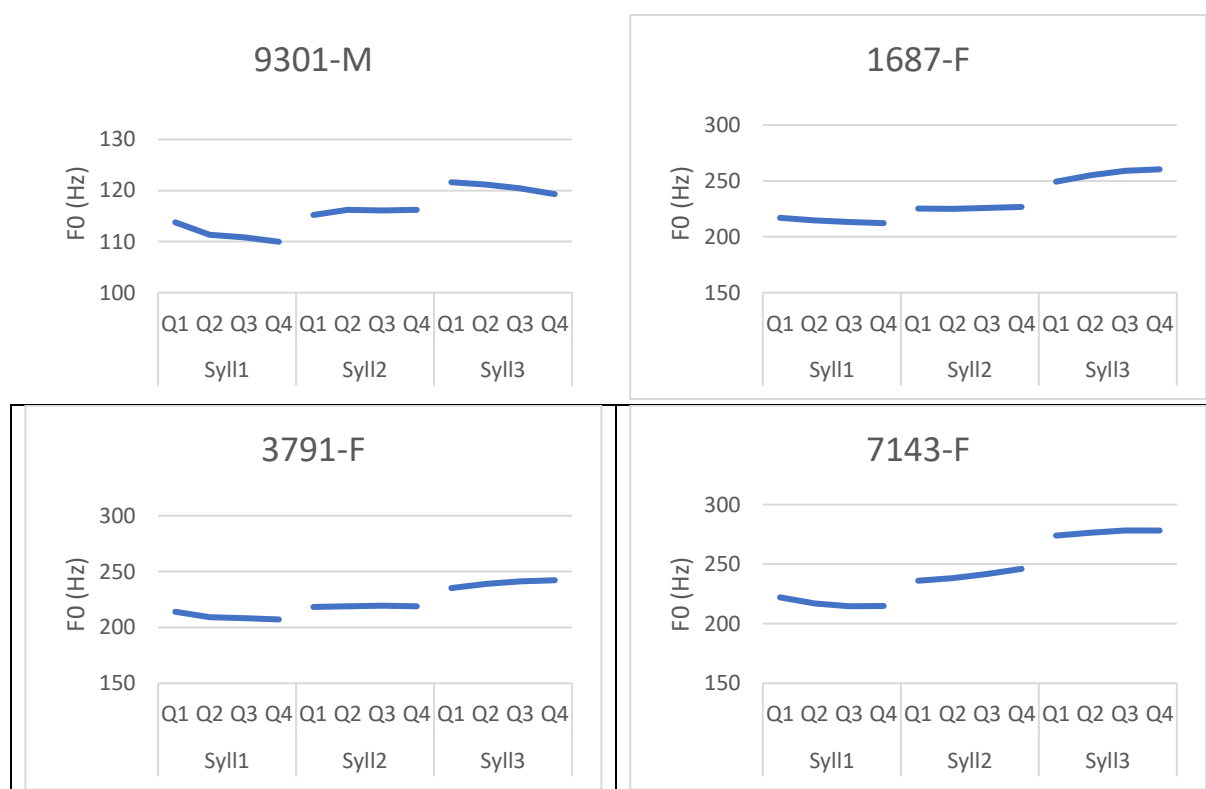 9301-M
F0 (Hz)
130
120
110
100
Q1 Q2 Q3 Q4 Q1 Q2 Q3 Q4 Q1 Q2 Q3 Q4
Syll1 Syll2 Syll3
1687-F
F0 (Hz)
300
250
200
150
Q1 Q2 Q3 Q4 Q1 Q2 Q3 Q4 Q1 Q2 Q3 Q4
Syll1 Syll2 Syll3
3791-F
F0 (Hz)
300
250
200
150
Q1 Q2 Q3 Q4 Q1 Q2 Q3 Q4 Q1 Q2 Q3 Q4
Syll1 Syll2 Syll3
7143-F
F0 (Hz)
300
250
200
150
Q1 Q2 Q3 Q4 Q1 Q2 Q3 Q4 Q1 Q2 Q3 Q4
Syll1 Syll2 Syll3